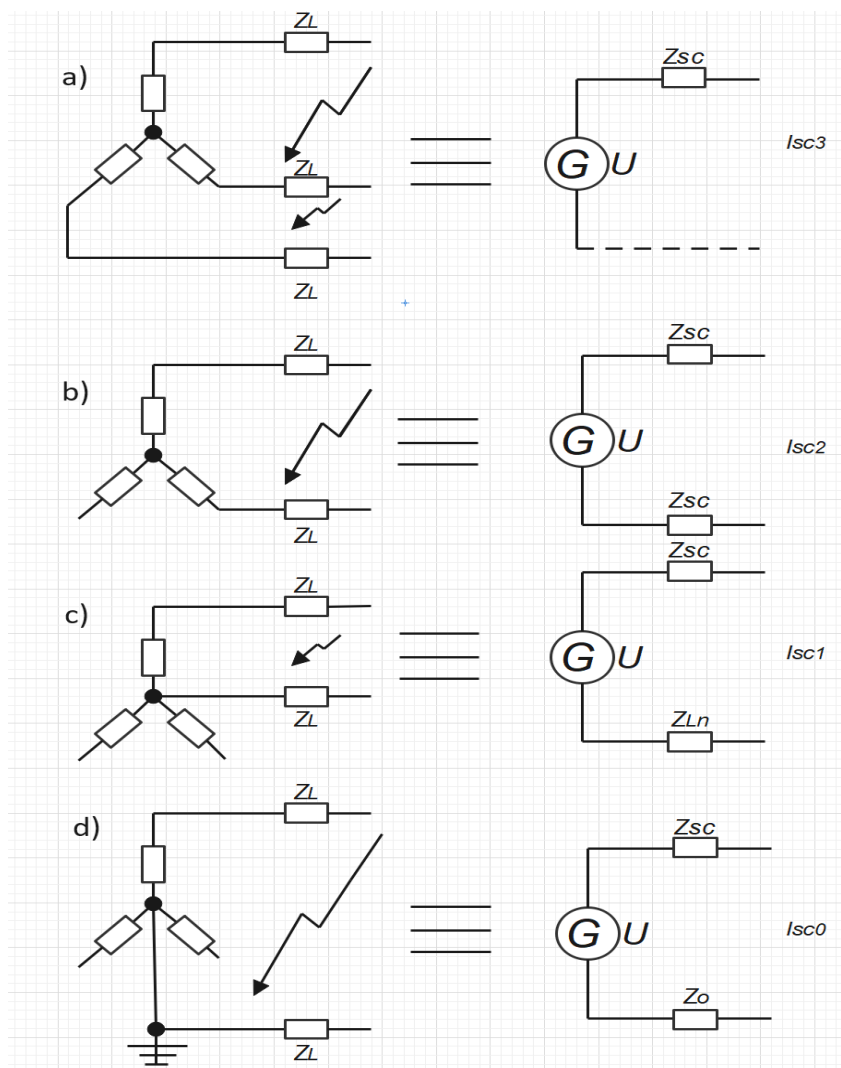 ZL
a)
Zsc
G U
Isc3
ZL
ZL
ZL
b)
Zsc
G U
Isc2
ZL
Zsc
Zsc
ZL
c)
G U
Isc1
ZL
ZLn
ZL
d)
Zsc
G U
Isc0
ZL
Zo